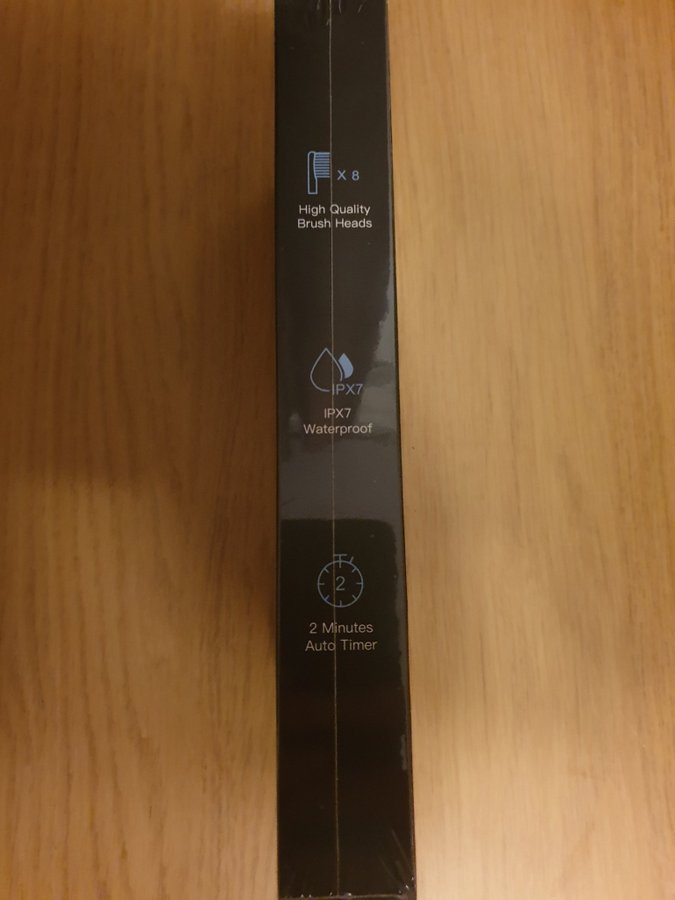 X 8
High Quality
Brush Heads
IPX7
IPX7
Waterproof
2
2 Minutes
Auto Timer